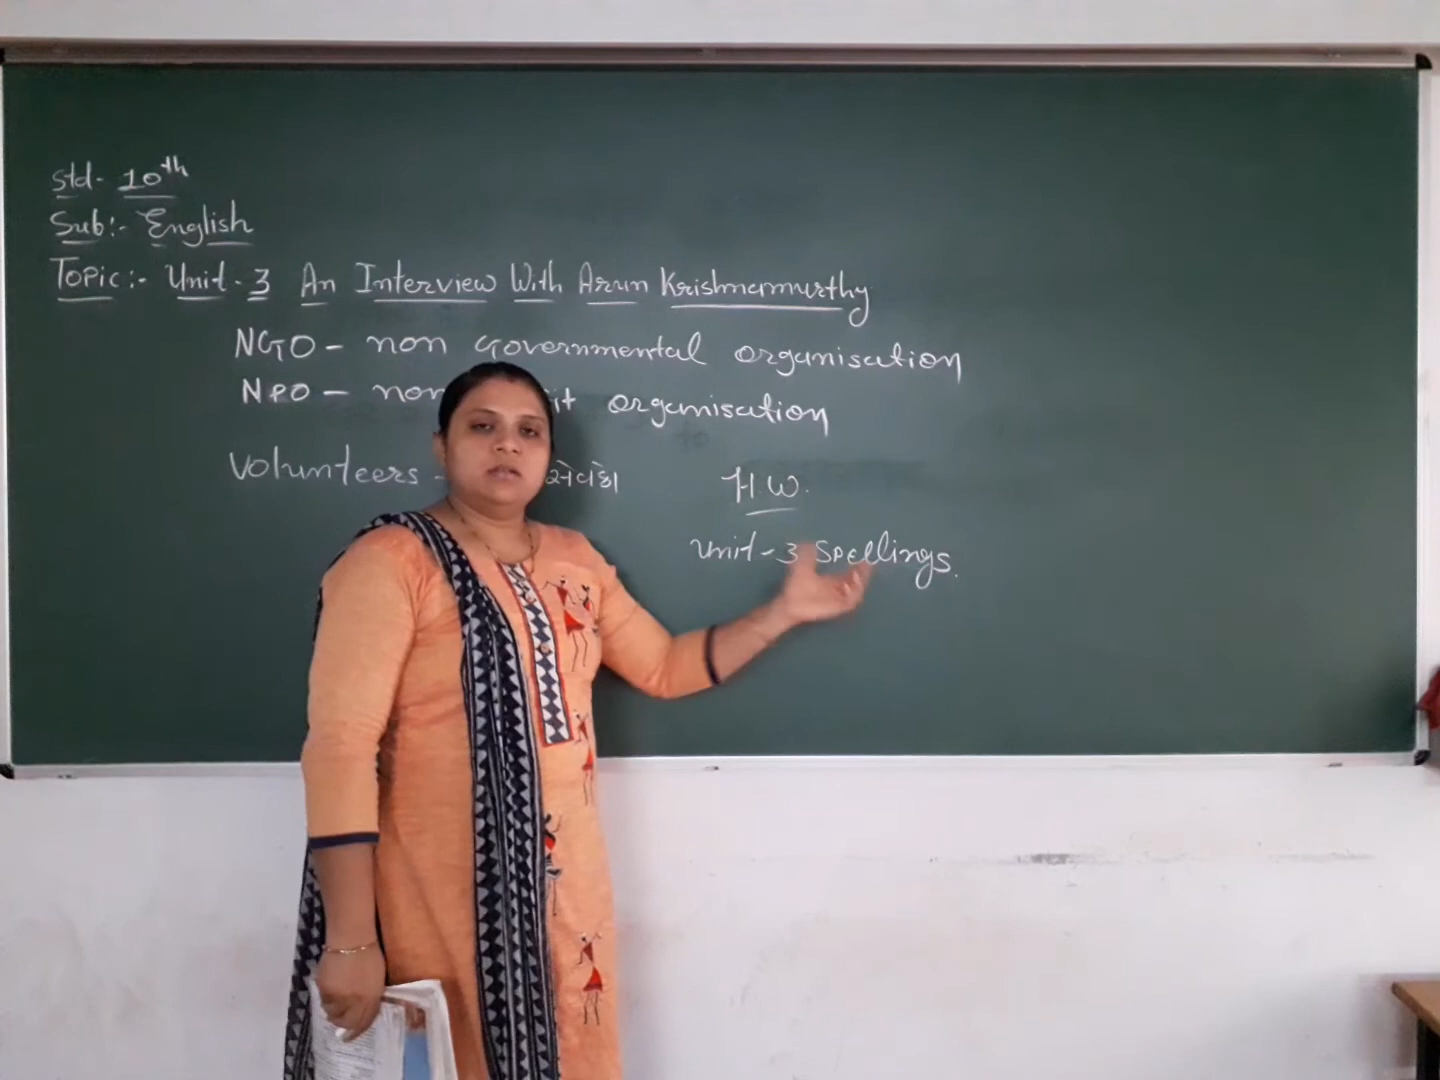 Std- 10th
Sub:- English
Topic:- Unit-3 An Interview With Arun Krishnamurthy
NGO - non governmental organisation
NPO - non organisation
Volunteers -
H.W.
Unit-3 Spellings.